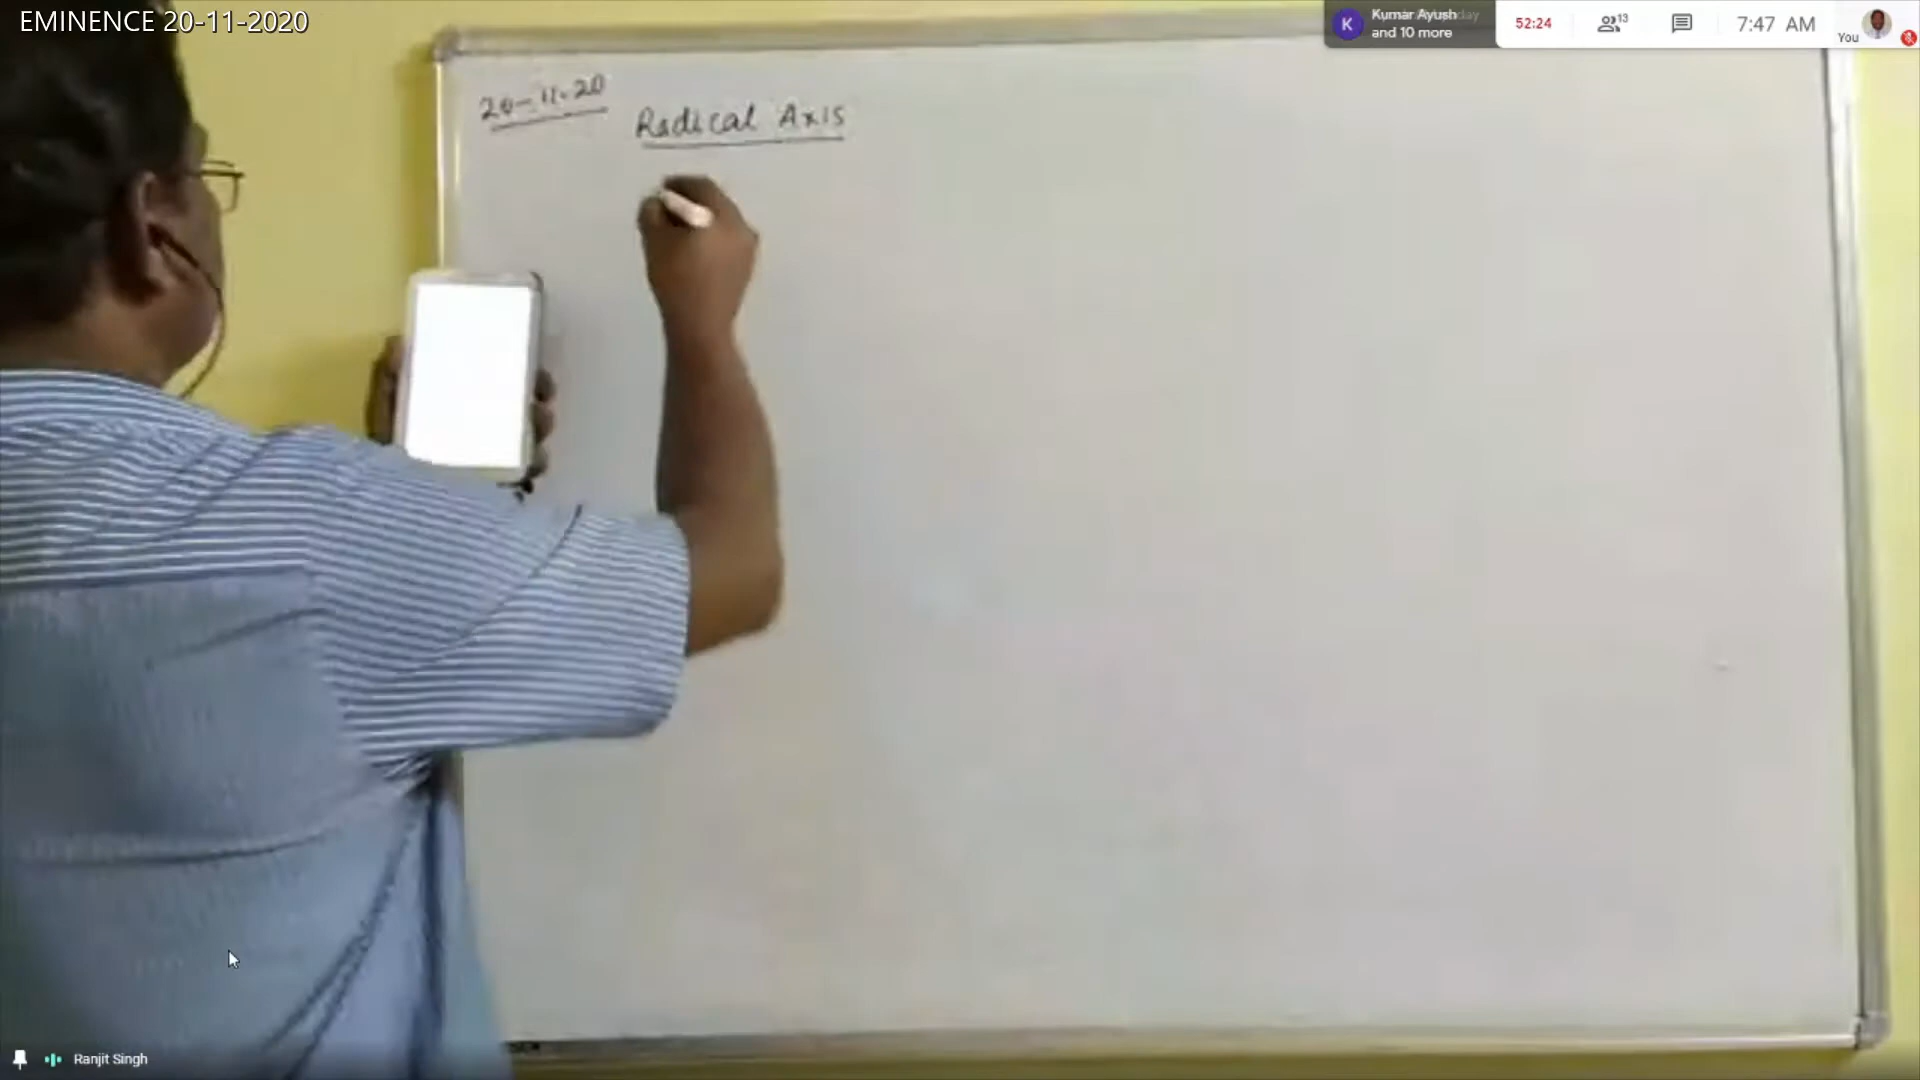 EMINENCE 20-11-2020
Kumar Ayush
and 10 more
52:24
13
7:47 AM
You
K
20-11-20
Radical Axis
Ranjit Singh